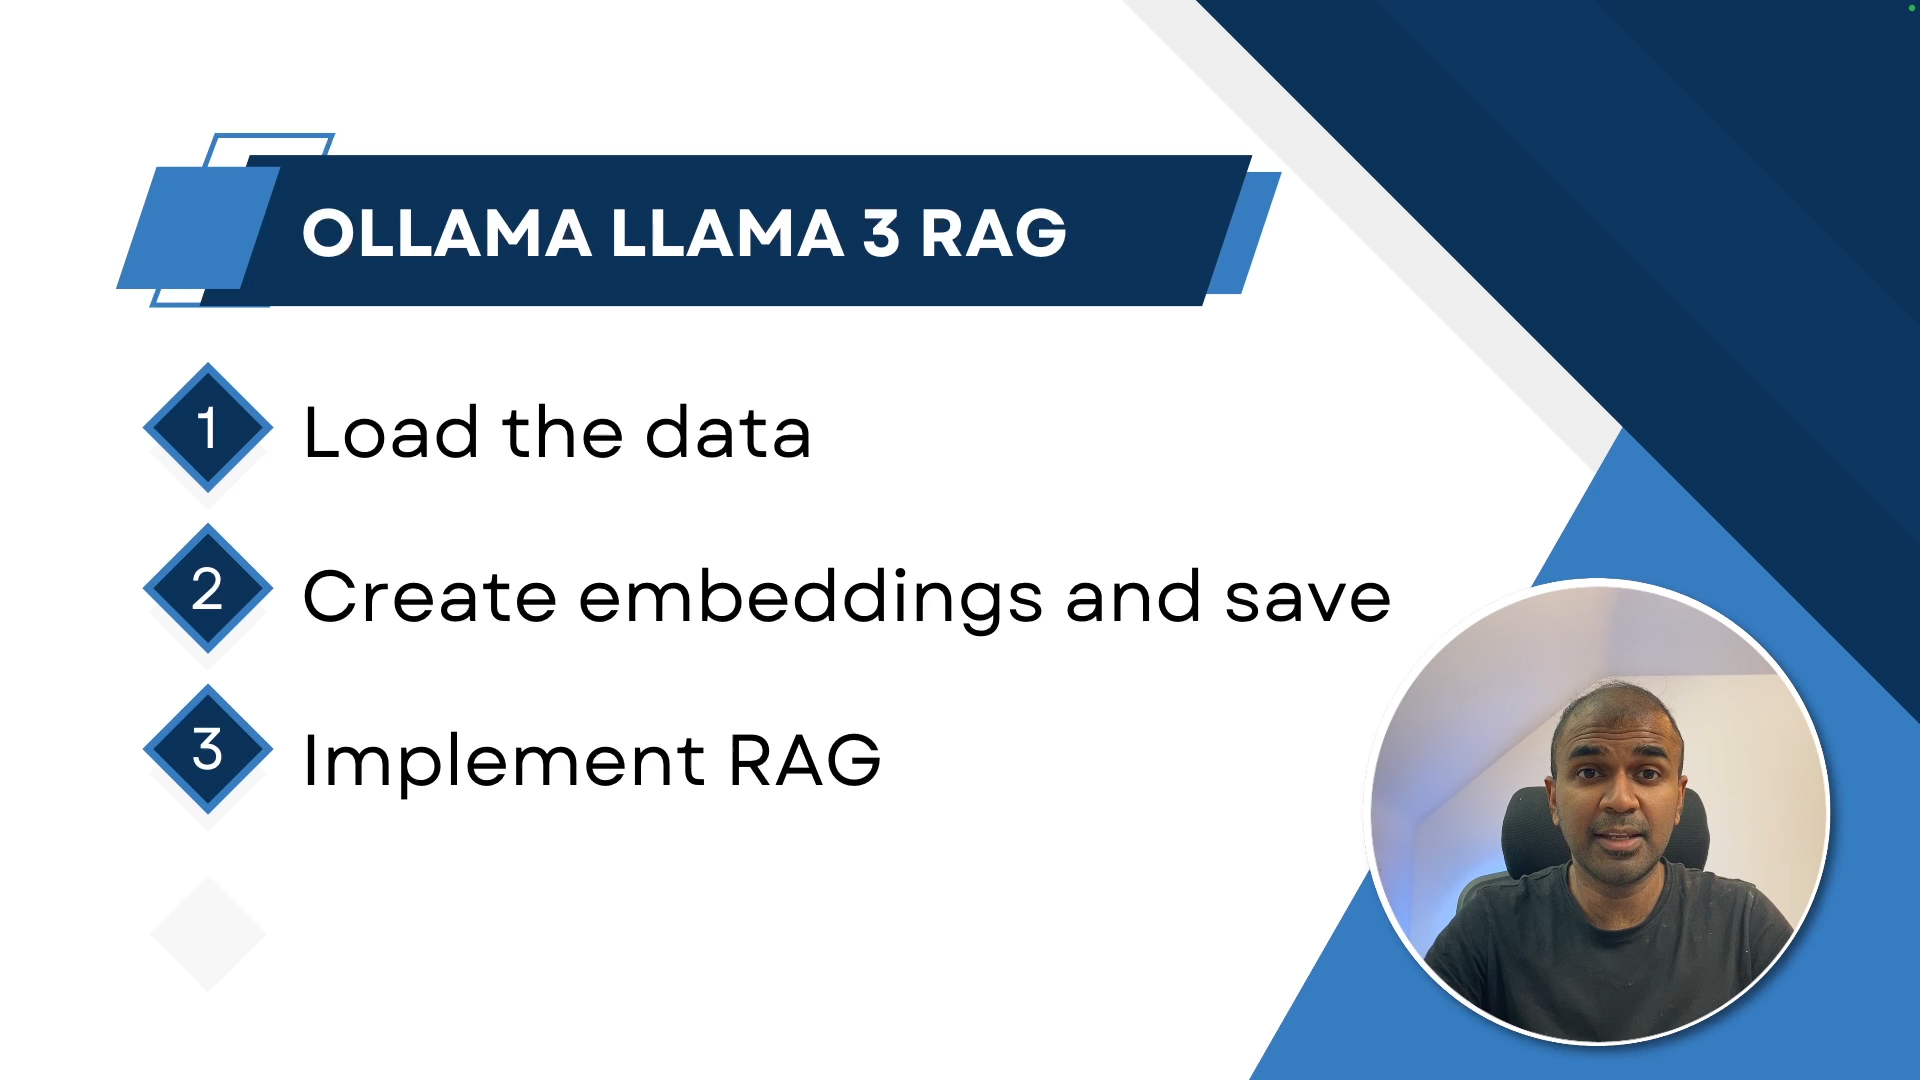 OLLAMA LLAMA 3 RAG
1 Load the data
2 Create embeddings and save
3 Implement RAG